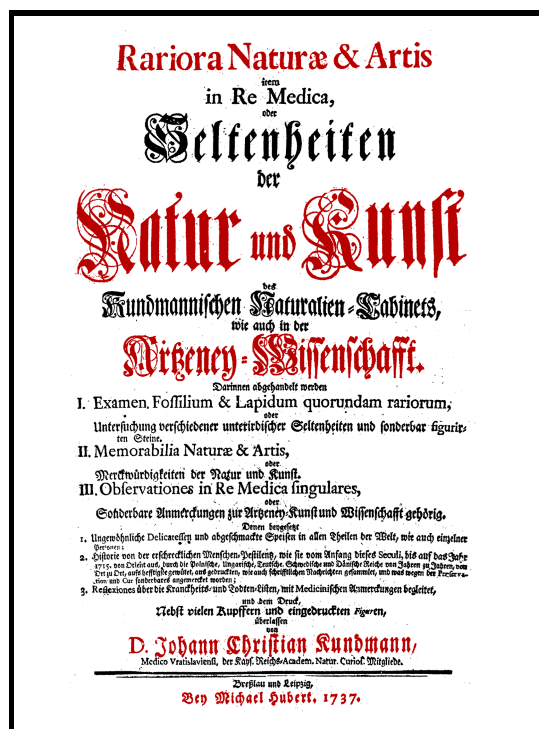 Rariora Naturæ & Artis
item
in Re Medica,
oder
Seltenheiten
der
Natur und Kunst
des
Kundmannischen Naturalien-Cabinets,
wie auch in der
Artzeney-Wissenschafft.
Darinnen abgehandelt werden
I. Examen. Fossilium & Lapidum quorundam rariorum,
oder
Untersuchung verschiedener unterirdischer Seltenheiten und sonderbar figurir-
ten Steine.
II. Memorabilia Naturæ & Artis,
oder
Merckwürdigkeiten der Natur und Kunst.
III. Observationes in Re Medica singulares,
oder
Sonderbare Anmerckungen zur Artzeney-Kunst und Wissenschafft gehörig.
Denen beygesetzt
1. Ungewöhnliche Delicatessen und abgeschmackte Speisen in allen Theilen der Welt, wie auch einzelner
Personen;
2. Historie von der erschrecklichen Menschen-Pestilentz, wie sie vom Anfang dieses Seculi, bis auf das Jahr
1715. von Orient aus, durch die Polnische, Ungarische, Teutsche, Schwedische und Dänische Reiche von Jahren zu Jahren, von
Ort zu Ort, aufs hefftigste gewütet, aus gedruckten, wie auch schrifftlichen Nachrichten gesammlet, und was wegen der Preserva-
tion und Cur sonderbares angemercket worden;
3. Reflexiones über die Kranckheits- und Todten-Listen, mit Medicinischen Anmerckungen begleitet,
und dem Druck,
Nebst vielen Kupffern und eingedruckten Figuren,
überlassen
von
D. Johann Christian Kundmann,
Medico Vratislaviensi, der Kays. Reichs-Academ. Natur. Curios. Mitgliede.
Breßlau und Leipzig,
Bey Michael Hubert. 1737.